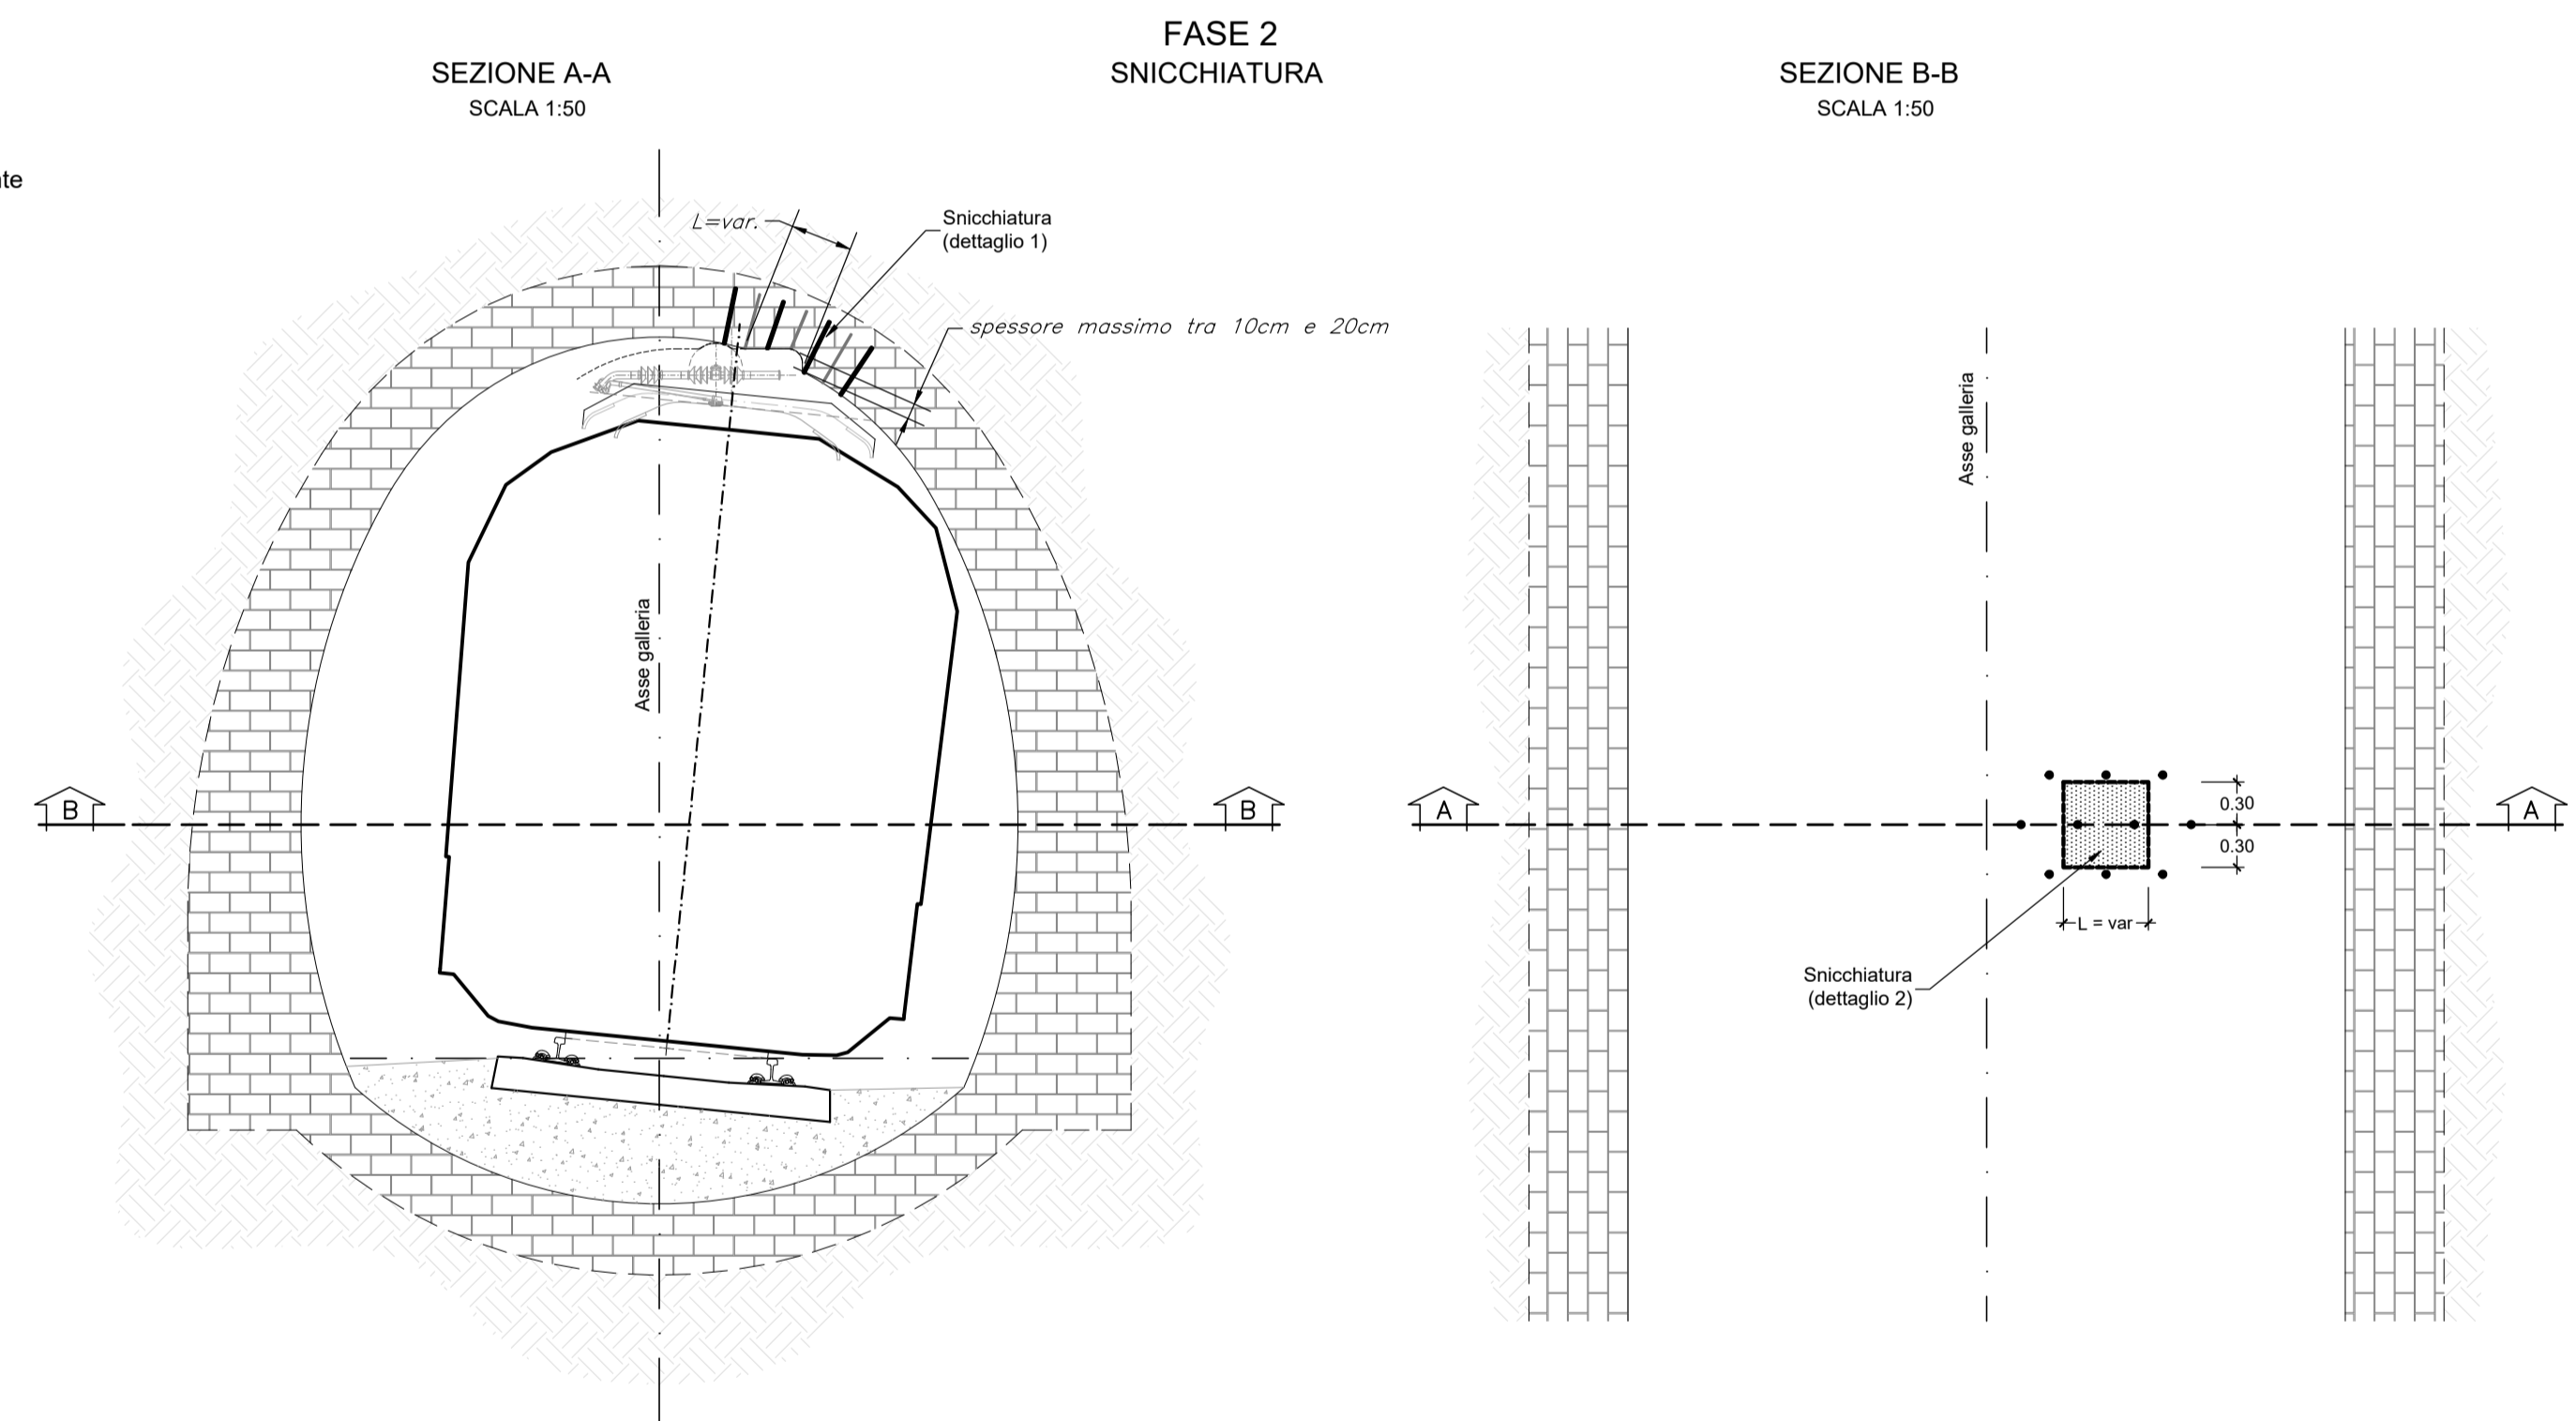 FASE 2
SNICCHIATURA
SEZIONE A-A
SCALA 1:50
SEZIONE B-B
SCALA 1:50
L=var.
Snicchiatura
(dettaglio 1)
spessore massimo tra 10cm e 20cm
Asse galleria
B
B
Asse galleria
A
A
0.30
0.30
L = var
Snicchiatura
(dettaglio 2)